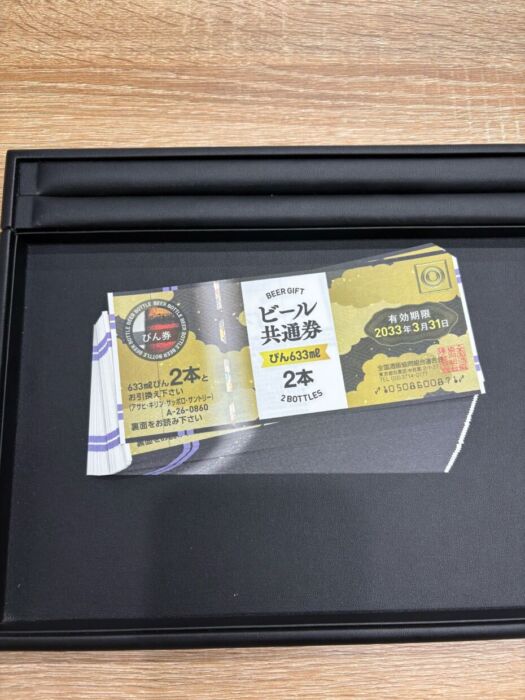 BEER BOTTLE BEER BOTTLE BEER BOTTLE BEER BOTTLE
びん券
633㎖びん2本と
お引換え下さい
(アサヒ・キリン・サッポロ・サントリー)
A-26-0860
裏面をお読み下さい
BEER GIFT
ビール
共通券
びん633㎖
2本
2 BOTTLES
有効期限
2033年3月31日
全国酒販協同組合連合会